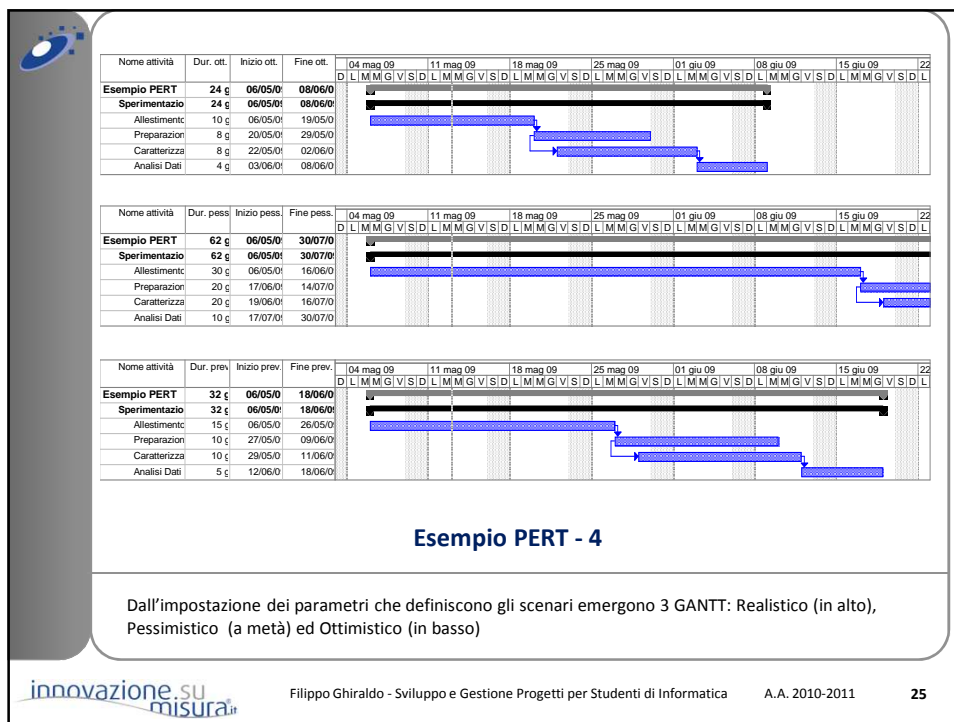 Nome attività Dur. ott. Inizio ott. Fine ott. 04 mag 09 11 mag 09 18 mag 09 25 mag 09 01 giu 09 08 giu 09 15 giu 09 22
D L M M G V S D L M M G V S D L M M G V S D L M M G V S D L M M G V S D L M M G V S D L M M G V S D L
Esempio PERT 24 g 06/05/0 08/06/0
Sperimentazio 24 g 06/05/0 08/06/0
Allestimento 10 g 06/05/0 19/05/0
Preparazion 8 g 20/05/0 29/05/0
Caratterizza 8 g 22/05/0 02/06/0
Analisi Dati 4 g 03/06/0 08/06/0
Nome attività Dur. pess Inizio pess. Fine pess. 04 mag 09 11 mag 09 18 mag 09 25 mag 09 01 giu 09 08 giu 09 15 giu 09 22
D L M M G V S D L M M G V S D L M M G V S D L M M G V S D L M M G V S D L M M G V S D L M M G V S D L
Esempio PERT 62 g 06/05/0 30/07/0
Sperimentazio 62 g 06/05/0 30/07/0
Allestimento 30 g 06/05/0 16/06/0
Preparazion 20 g 17/06/0 14/07/0
Caratterizza 20 g 19/06/0 16/07/0
Analisi Dati 10 g 17/07/0 30/07/0
Nome attività Dur. prev Inizio prev. Fine prev. 04 mag 09 11 mag 09 18 mag 09 25 mag 09 01 giu 09 08 giu 09 15 giu 09 22
D L M M G V S D L M M G V S D L M M G V S D L M M G V S D L M M G V S D L M M G V S D L M M G V S D L
Esempio PERT 32 g 06/05/0 18/06/0
Sperimentazio 32 g 06/05/0 18/06/0
Allestimento 15 g 06/05/0 26/05/0
Preparazion 10 g 27/05/0 09/06/0
Caratterizza 10 g 29/05/0 11/06/0
Analisi Dati 5 g 12/06/0 18/06/0
Esempio PERT - 4
Dall'impostazione dei parametri che definiscono gli scenari emergono 3 GANTT: Realistico (in alto),
Pessimistico (a metà) ed Ottimistico (in basso)
innovazione.su
misura.it
Filippo Ghiraldo - Sviluppo e Gestione Progetti per Studenti di Informatica A.A. 2010-2011 25